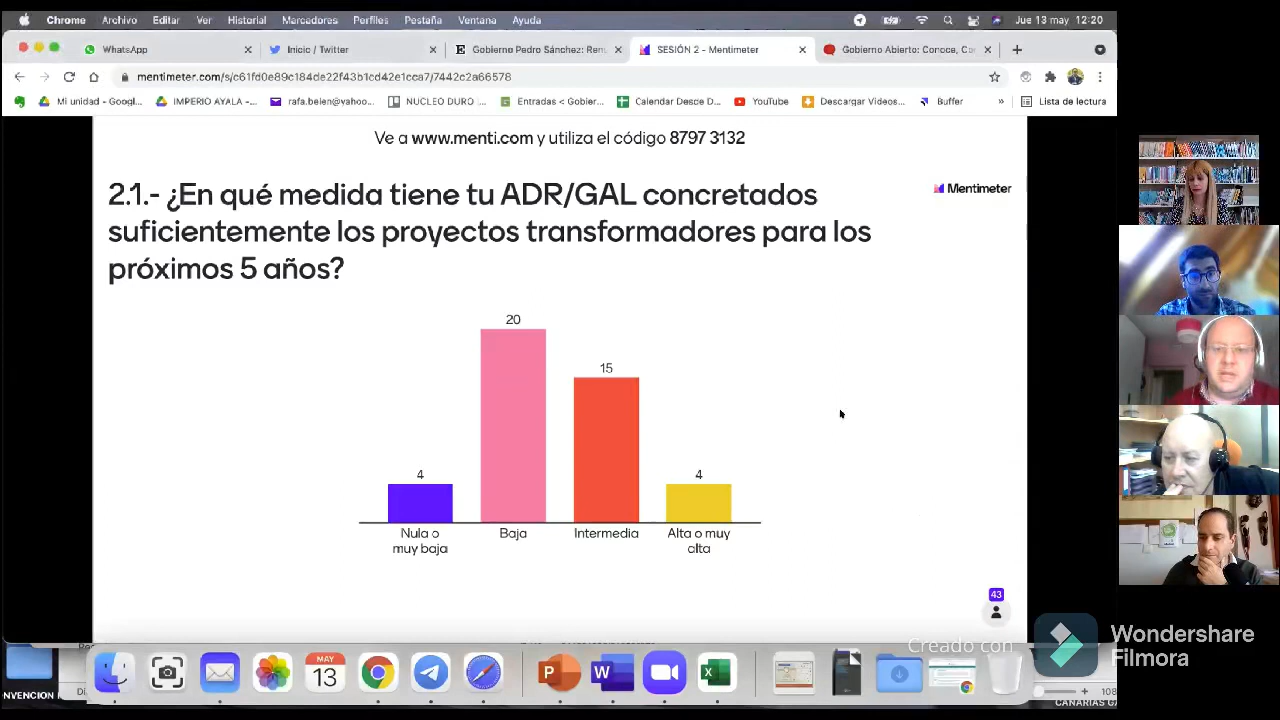 Chrome Archivo Editar Ver Historial Marcadores Perfiles Pestaña Ventana Ayuda Jue 13 may 12:20
WhatsApp Inicio / Twitter Gobierno Pedro Sánchez: Ren SESIÓN 2 - Mentimeter Gobierno Abierto: Conoce, Co
mentimeter.com/s/c61fd0e89c184de22f43b1cd42e1cca7/7442c2a66578
Mi unidad - Googl... IMPERIO AYALA -... rafa.belen@yahoo... NUCLEO DURO ... Entradas < Gobier... Calendar Desde D... YouTube Descargar Videos... Buffer » Lista de lectura
Ve a www.menti.com y utiliza el código 8797 3132
Mentimeter
2.1.- ¿En qué medida tiene tu ADR/GAL concretados
suficientemente los proyectos transformadores para los
próximos 5 años?
20
15
4
4
Nula o muy baja
Baja
Intermedia
Alta o muy alta
43
Creado con
Wondershare
Filmora
MAY
13
NVENCION
108